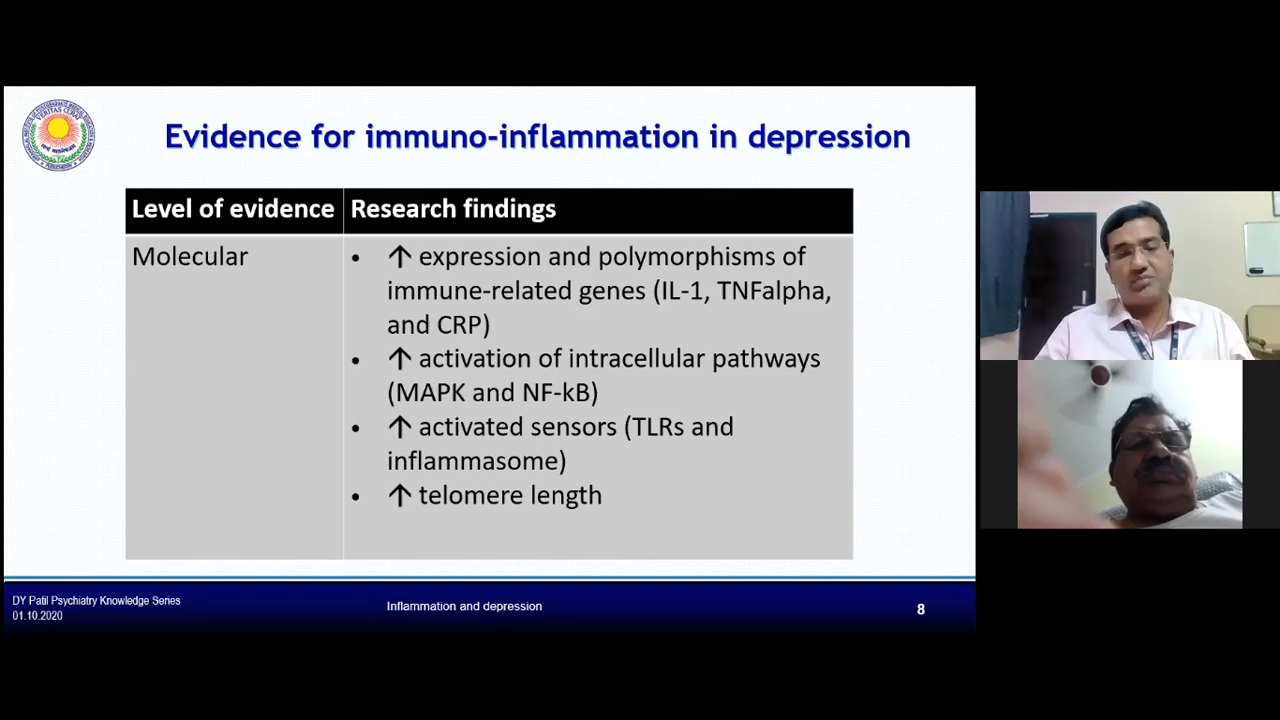 Evidence for immuno-inflammation in depression
Level of evidence
Research findings
Molecular
• ↑ expression and polymorphisms of
immune-related genes (IL-1, TNFalpha,
and CRP)
• ↑ activation of intracellular pathways
(MAPK and NF-kB)
• ↑ activated sensors (TLRs and
inflammasome)
• ↑ telomere length
DY Patil Psychiatry Knowledge Series
01.10.2020
Inflammation and depression
8